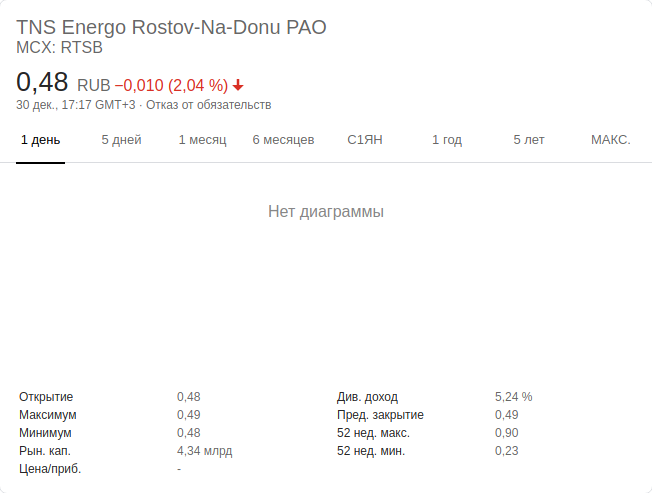 TNS Energo Rostov-Na-Donu PAO
MCX: RTSB
0,48 RUB −0,010 (2,04 %)
30 дек., 17:17 GMT+3 · Отказ от обязательств
1 день 5 дней 1 месяц 6 месяцев С1ЯН 1 год 5 лет МАКС.
Нет диаграммы
Открытие 0,48 Див. доход 5,24 %
Максимум 0,49 Пред. закрытие 0,49
Минимум 0,48 52 нед. макс. 0,90
Рын. кап. 4,34 млрд 52 нед. мин. 0,23
Цена/приб. -